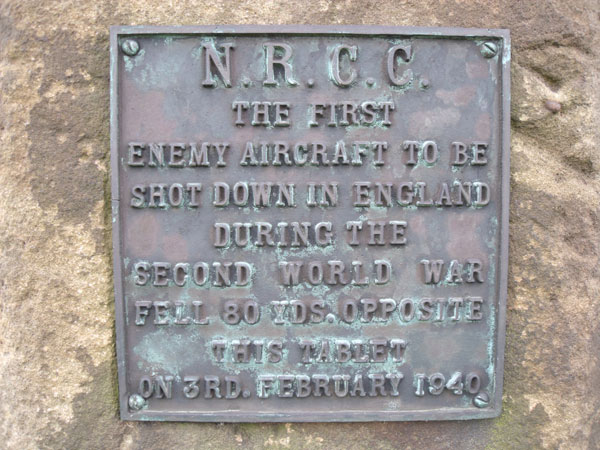 N.R.C.C.
THE FIRST
ENEMY AIRCRAFT TO BE
SHOT DOWN IN ENGLAND
DURING THE
SECOND WORLD WAR
FELL 80 YDS. OPPOSITE
THIS TABLET
ON 3RD. FEBRUARY 1940